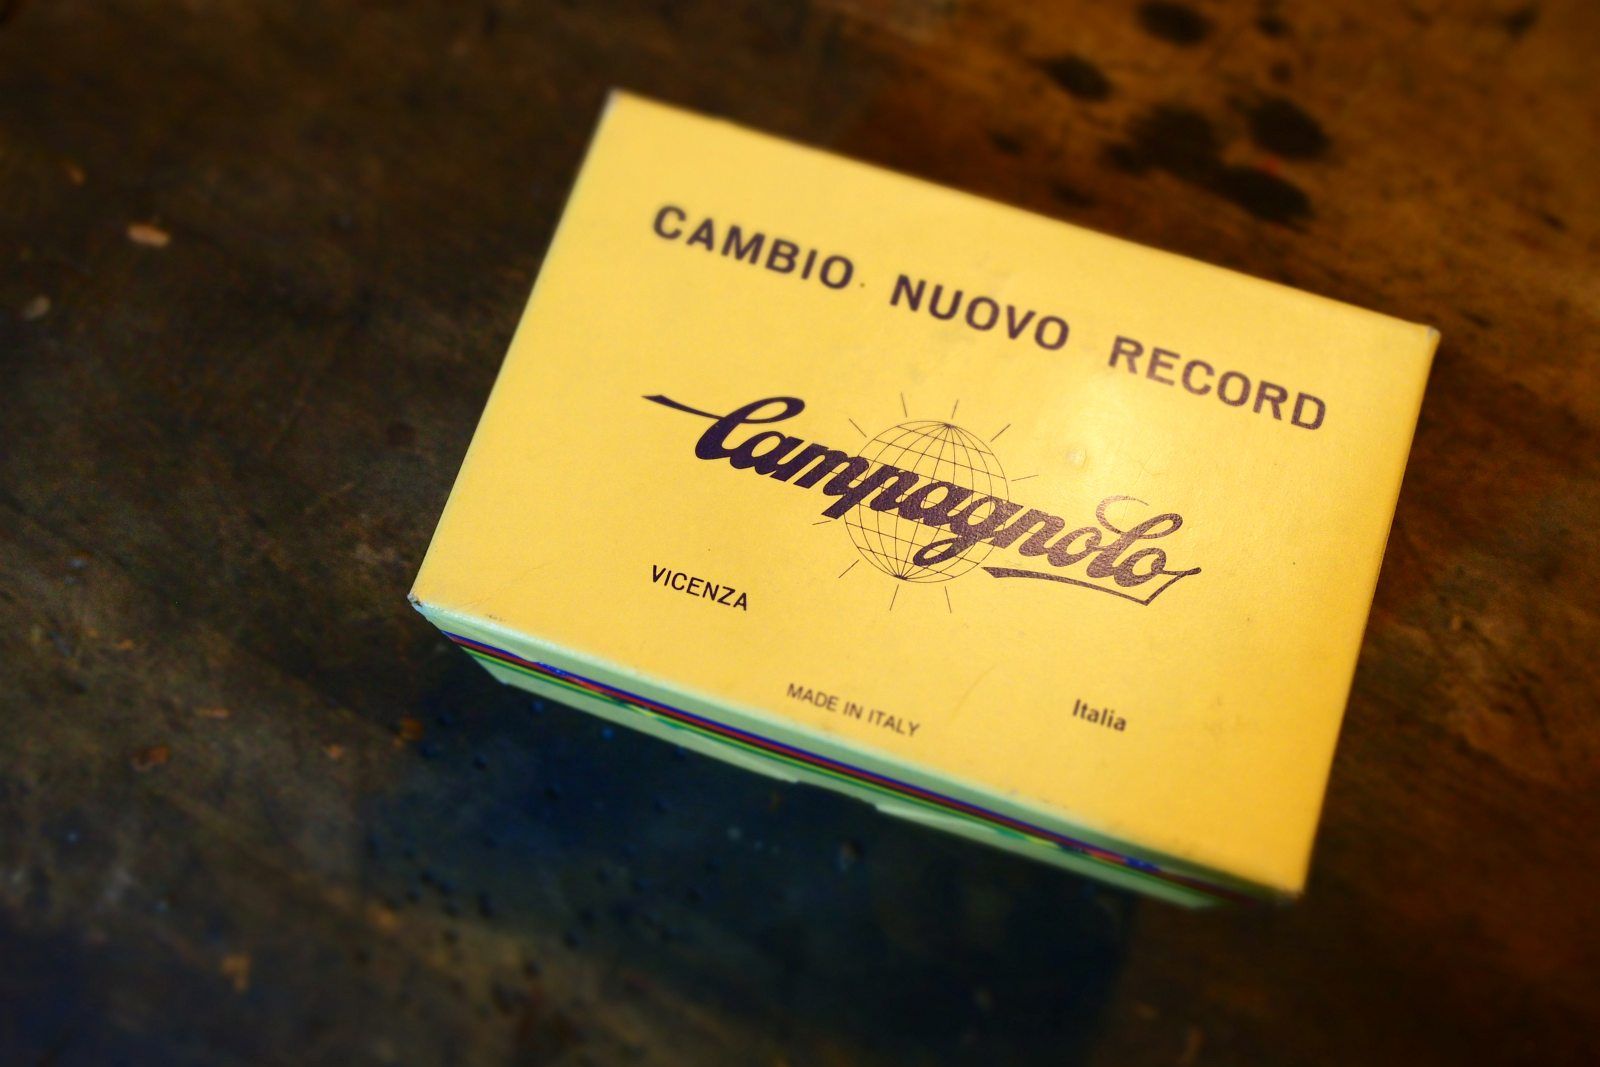 CAMBIO NUOVO RECORD
Campagnolo
VICENZA
Italia
MADE IN ITALY